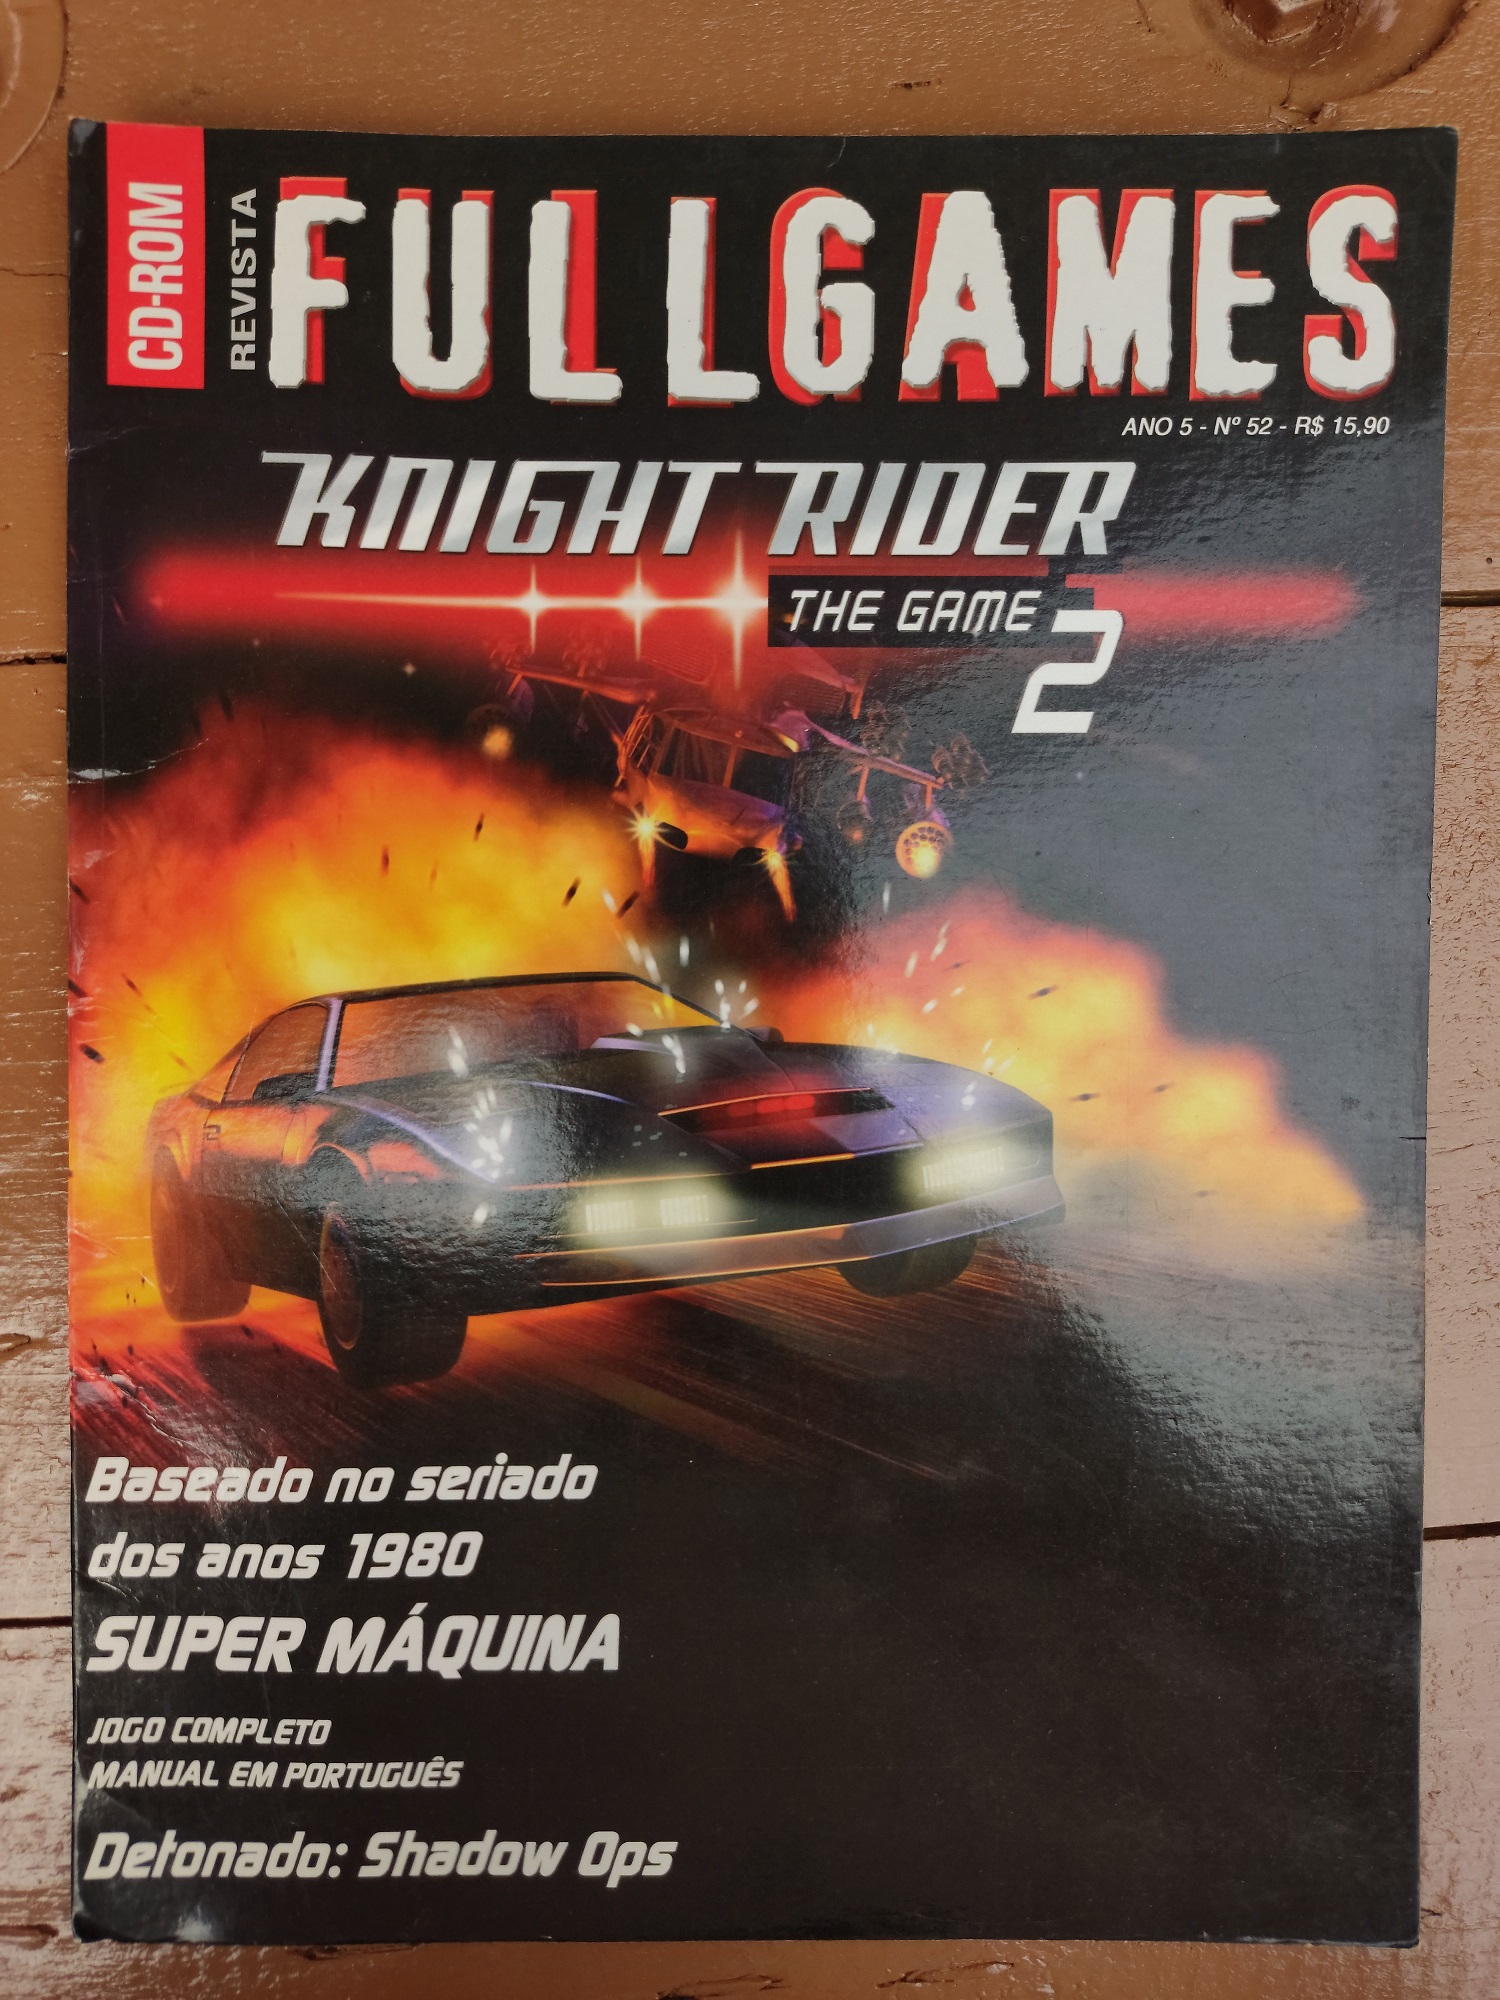 CD-ROM
REVISTA
FULLGAMES
ANO 5 - Nº 52 - R$ 15,90
KNIGHT RIDER
THE GAME
2
Baseado no seriado
dos anos 1980
SUPER MÁQUINA
JOGO COMPLETO
MANUAL EM PORTUGUÊS
Detonado: Shadow Ops